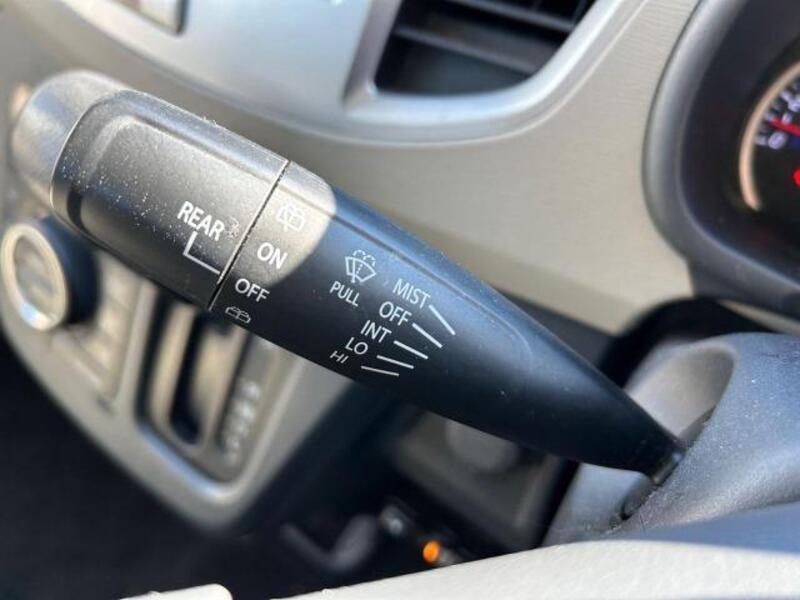 REAR
ON
OFF
PULL
MIST
OFF
INT
LO
HI